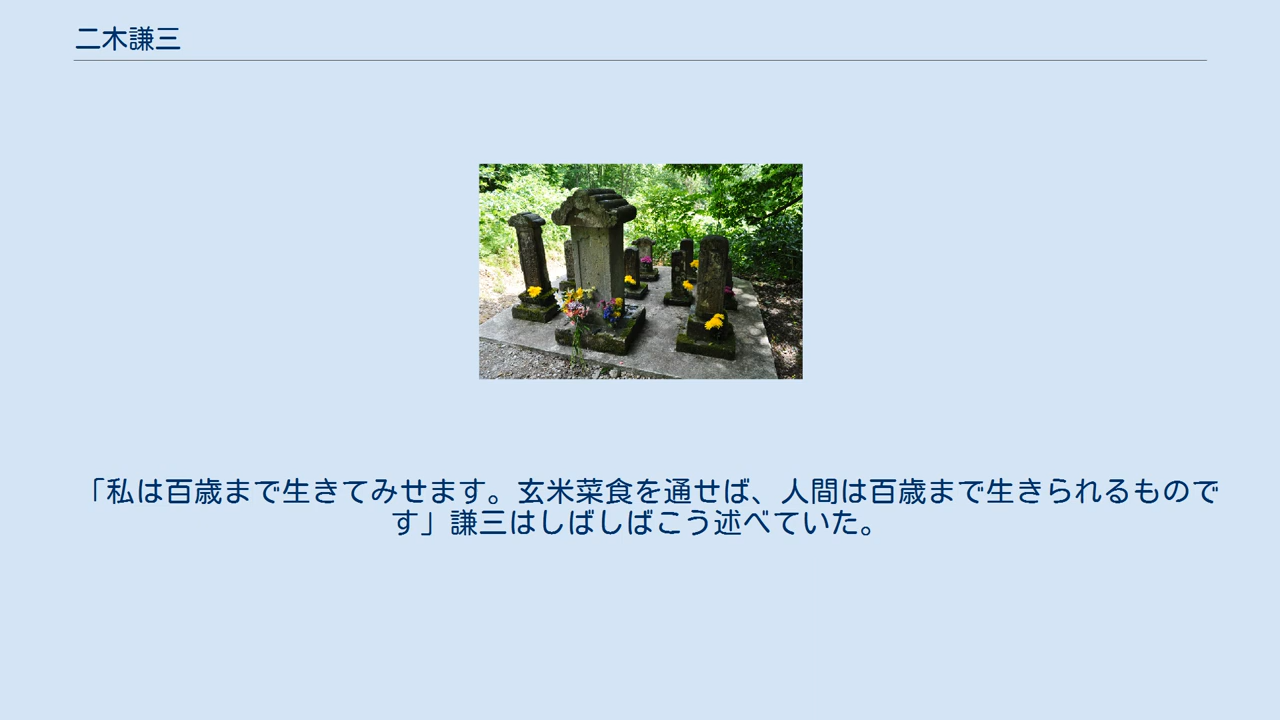 二木謙三
「私は百歳まで生きてみせます。玄米菜食を通せば、人間は百歳まで生きられるもので
す」謙三はしばしばこう述べていた。